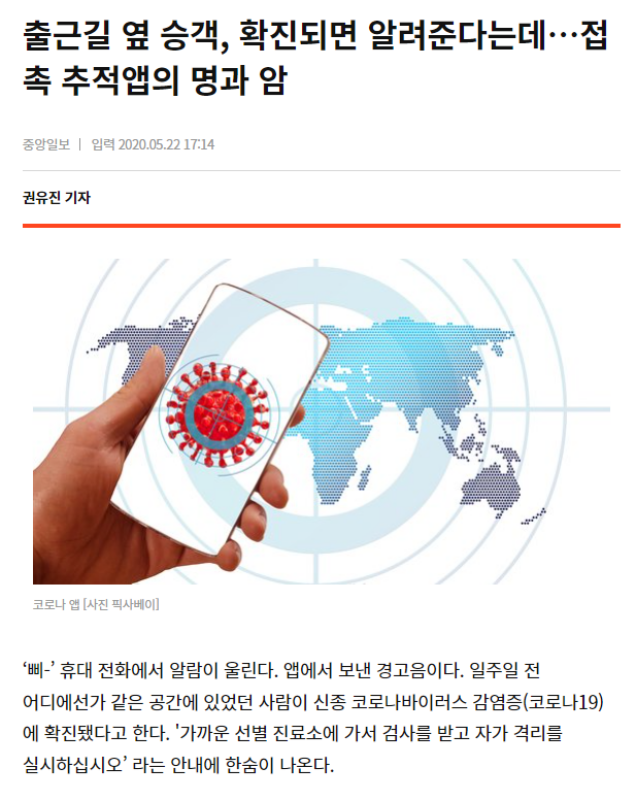 출근길 옆 승객, 확진되면 알려준다는데…접
촉 추적앱의 명과 암
중앙일보 | 입력 2020.05.22 17:14
권유진 기자
코로나 앱 [사진 픽사베이]
‘삐-’ 휴대 전화에서 알람이 울린다. 앱에서 보낸 경고음이다. 일주일 전
어디에선가 같은 공간에 있었던 사람이 신종 코로나바이러스 감염증(코로나19)
에 확진됐다고 한다. '가까운 선별 진료소에 가서 검사를 받고 자가 격리를
실시하십시오’ 라는 안내에 한숨이 나온다.